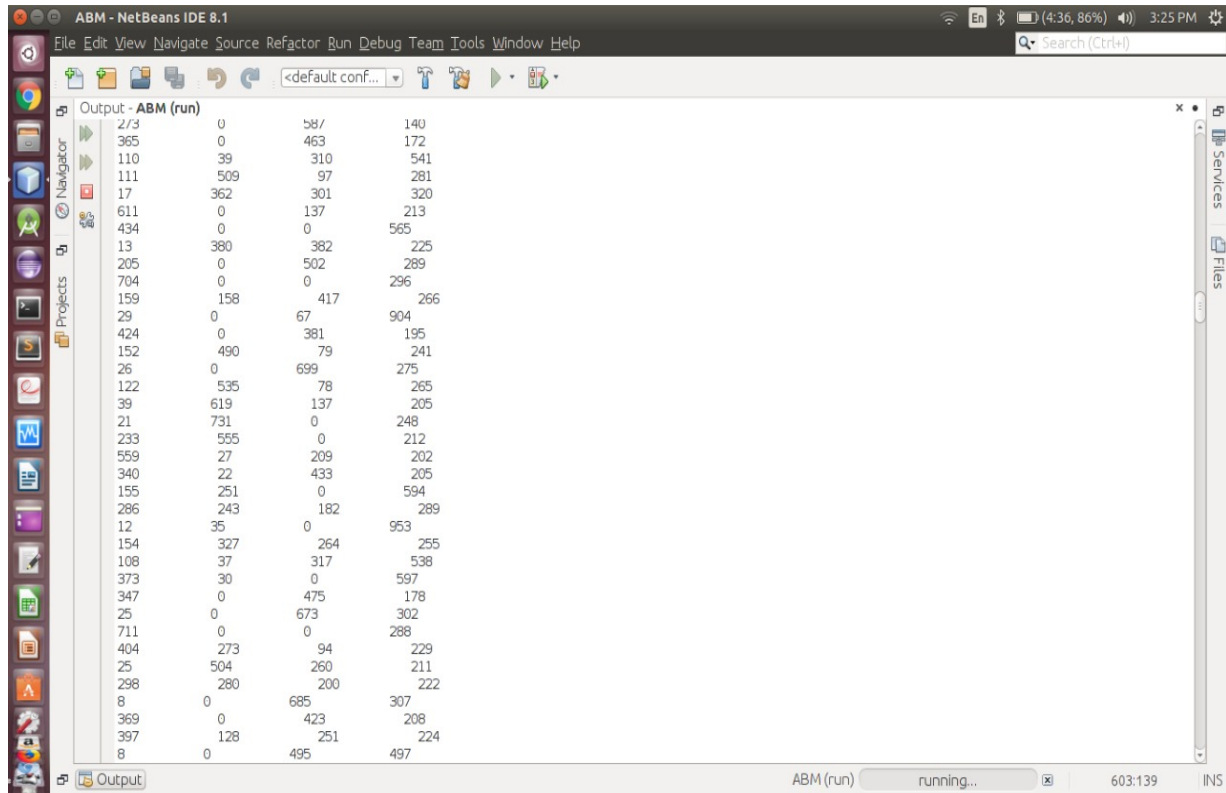 ABM - NetBeans IDE 8.1 En (4:36, 86%) 3:25 PM
File Edit View Navigate Source Refactor Run Debug Team Tools Window Help Search (Ctrl+I)
<default conf...
Output - ABM (run)
Navigator
Projects
Services
Files
273 0 587 140
365 0 463 172
110 39 310 541
111 509 97 281
17 362 301 320
611 0 137 213
434 0 0 565
13 380 382 225
205 0 502 289
704 0 0 296
159 158 417 266
29 0 67 904
424 0 381 195
152 490 79 241
26 0 699 275
122 535 78 265
39 619 137 205
21 731 0 248
233 555 0 212
559 27 209 202
340 22 433 205
155 251 0 594
286 243 182 289
12 35 0 953
154 327 264 255
108 37 317 538
373 30 0 597
347 0 475 178
25 0 673 302
711 0 0 288
404 273 94 229
25 504 260 211
298 280 200 222
8 0 685 307
369 0 423 208
397 128 251 224
8 0 495 497
Output ABM (run) running... 603:139 INS